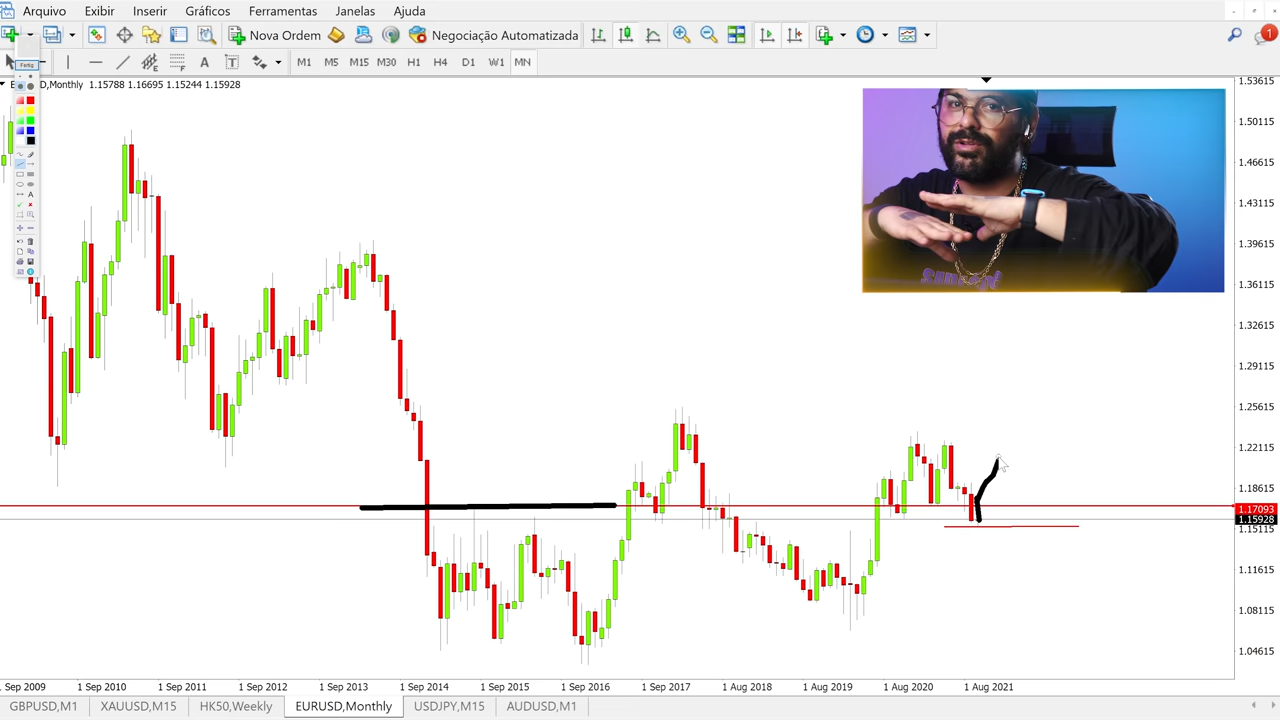 Arquivo Exibir Inserir Gráficos Ferramentas Janelas Ajuda
Nova Ordem Negociação Automatizada 1
A T M1 M5 M15 M30 H1 H4 D1 W1 MN
Fertig
D,Monthly 1.15788 1.16695 1.15244 1.15928
1.53615
1.50115
1.46615
1.43115
1.39615
1.36115
1.32615
1.29115
1.25615
1.22115
1.18615
1.17093
1.15928
1.15115
1.11615
1.08115
1.04615
Sep 2009 1 Sep 2010 1 Sep 2011 1 Sep 2012 1 Sep 2013 1 Sep 2014 1 Sep 2015 1 Sep 2016 1 Sep 2017 1 Aug 2018 1 Aug 2019 1 Aug 2020 1 Aug 2021
GBPUSD,M1 XAUUSD,M15 HK50,Weekly EURUSD,Monthly USDJPY,M15 AUDUSD,M1